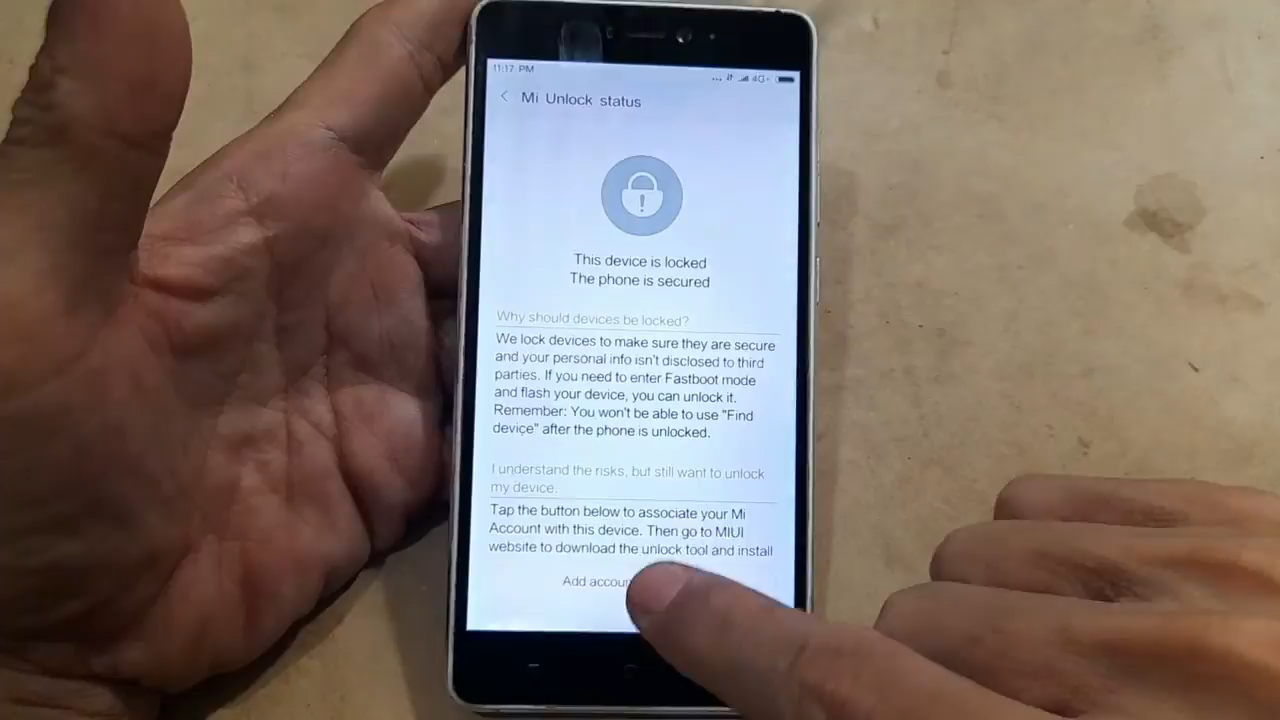 11:17 PM
... 4G+
Mi Unlock status
This device is locked
The phone is secured
Why should devices be locked?
We lock devices to make sure they are secure
and your personal info isn't disclosed to third
parties. If you need to enter Fastboot mode
and flash your device, you can unlock it.
Remember: You won't be able to use "Find
device" after the phone is unlocked.
I understand the risks, but still want to unlock
my device.
Tap the button below to associate your Mi
Account with this device. Then go to MIUI
website to download the unlock tool and install
Add accoun